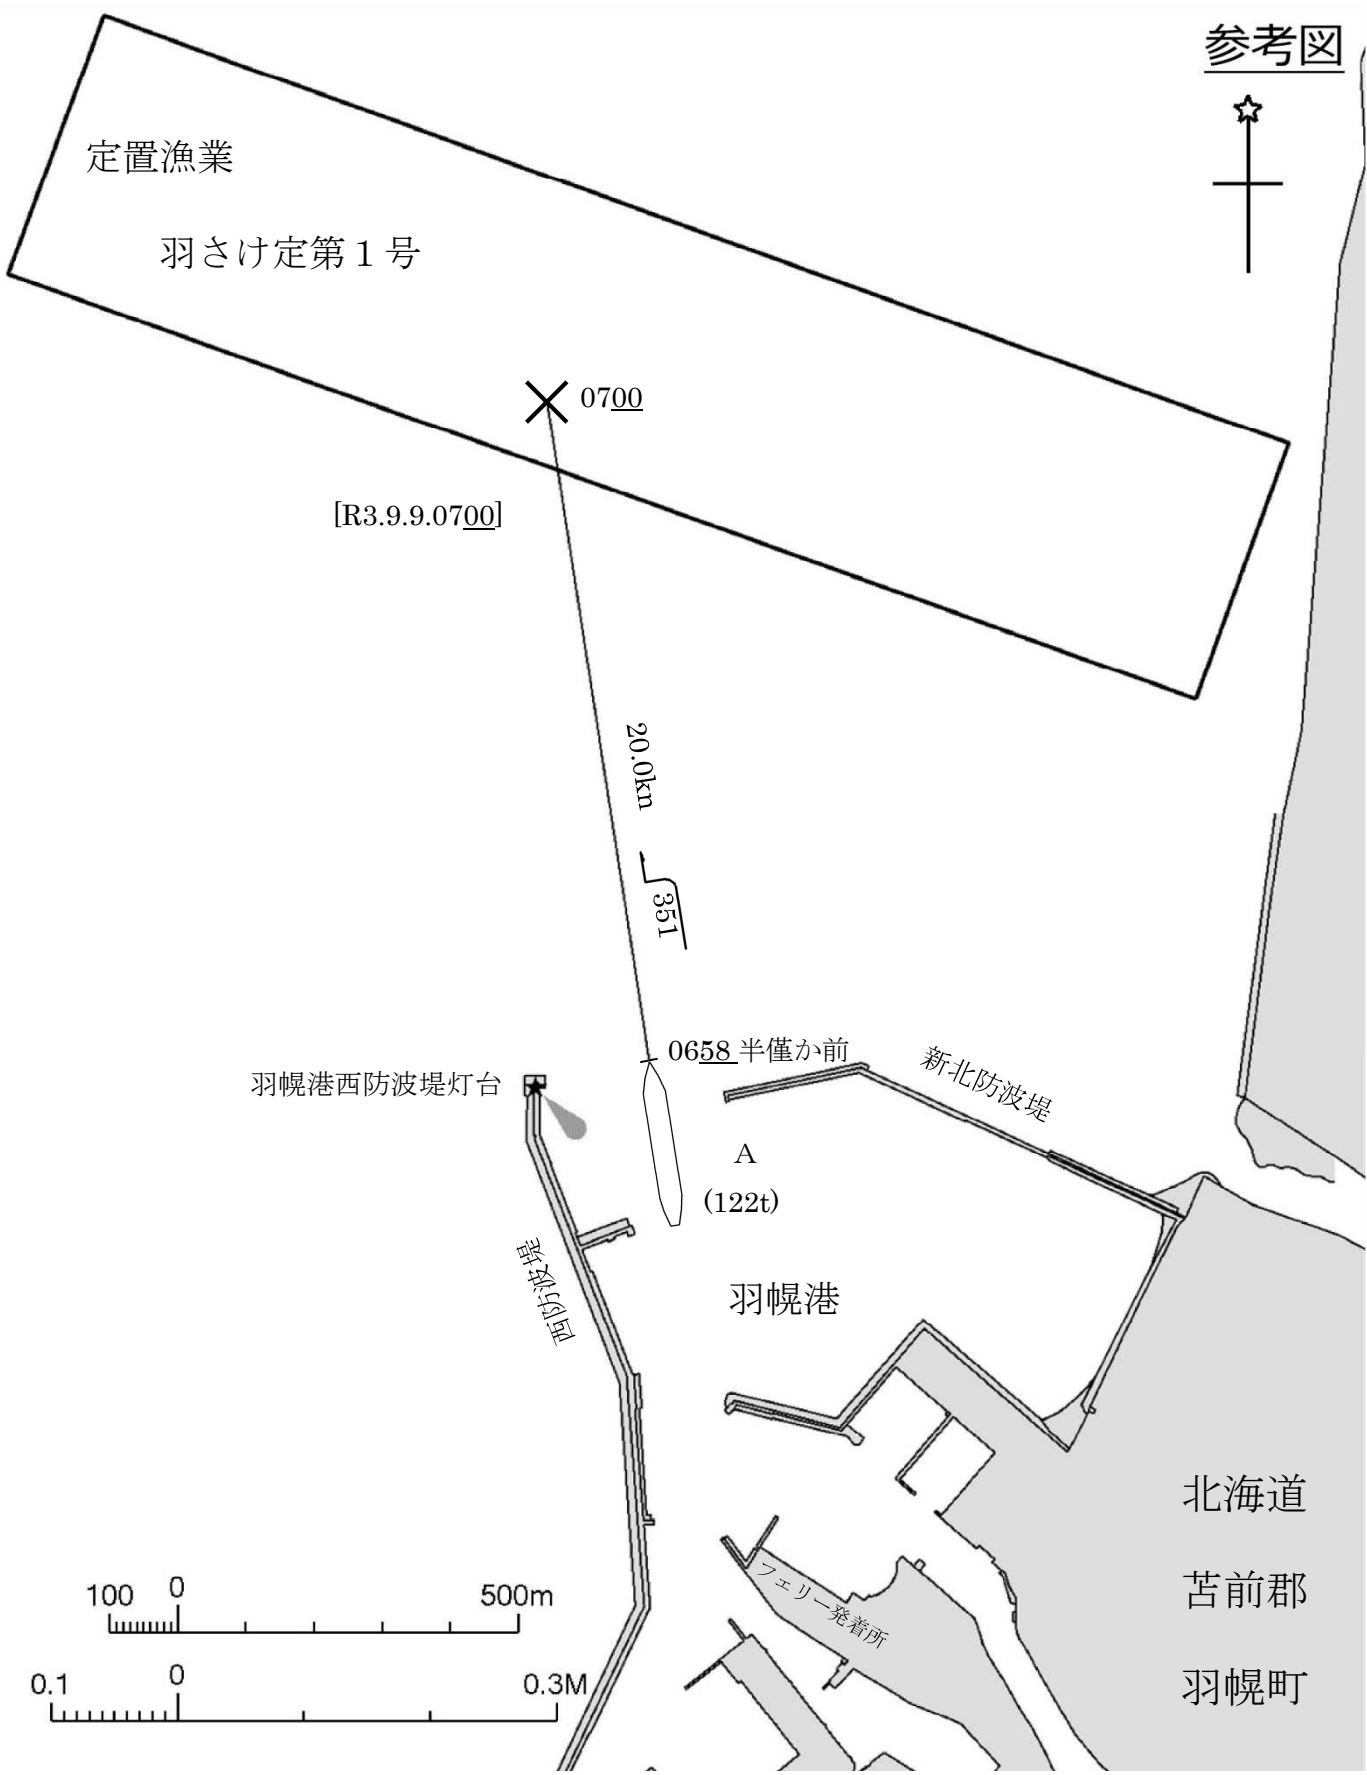 参考図
定置漁業
羽さけ定第１号
0700
[R3.9.9.0700]
20.0kn
351
0658 半僅か前
羽幌港西防波堤灯台
新北防波堤
A
(122t)
西防波堤
羽幌港
北海道
苫前郡
羽幌町
フェリー発着所
100 0 500m
0.1 0 0.3M